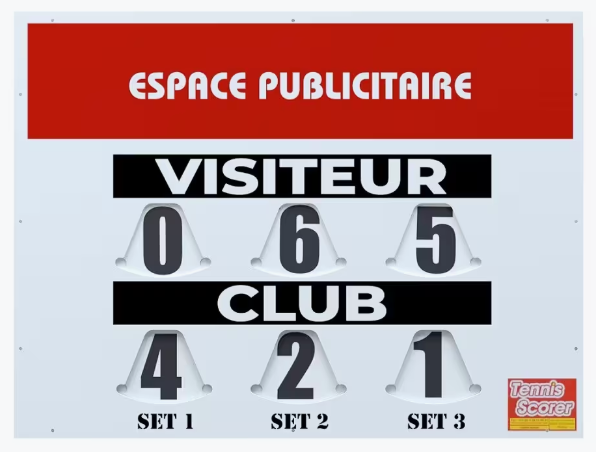 ESPACE PUBLICITAIRE
VISITEUR
0 6 5
CLUB
4 2 1
SET 1 SET 2 SET 3
Tennis
Scorer